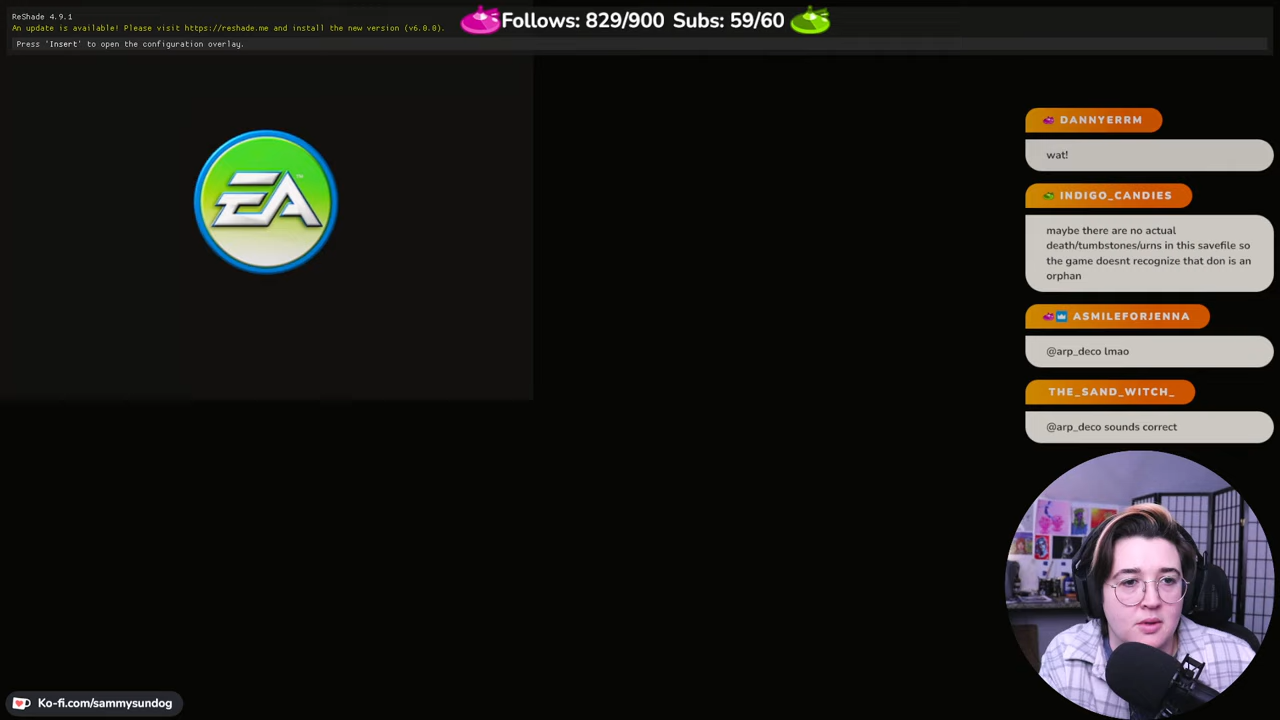 ReShade 4.9.1
An update is available! Please visit https://reshade.me and install the new version (v6.0.0).
Press 'Insert' to open the configuration overlay.
Follows: 829/900 Subs: 59/60
EA™
DANNYERRM
wat!
INDIGO_CANDIES
maybe there are no actual
death/tumbstones/urns in this savefile so
the game doesnt recognize that don is an
orphan
ASMILEFORJENNA
@arp_deco lmao
THE_SAND_WITCH_
@arp_deco sounds correct
Ko-fi.com/sammysundog